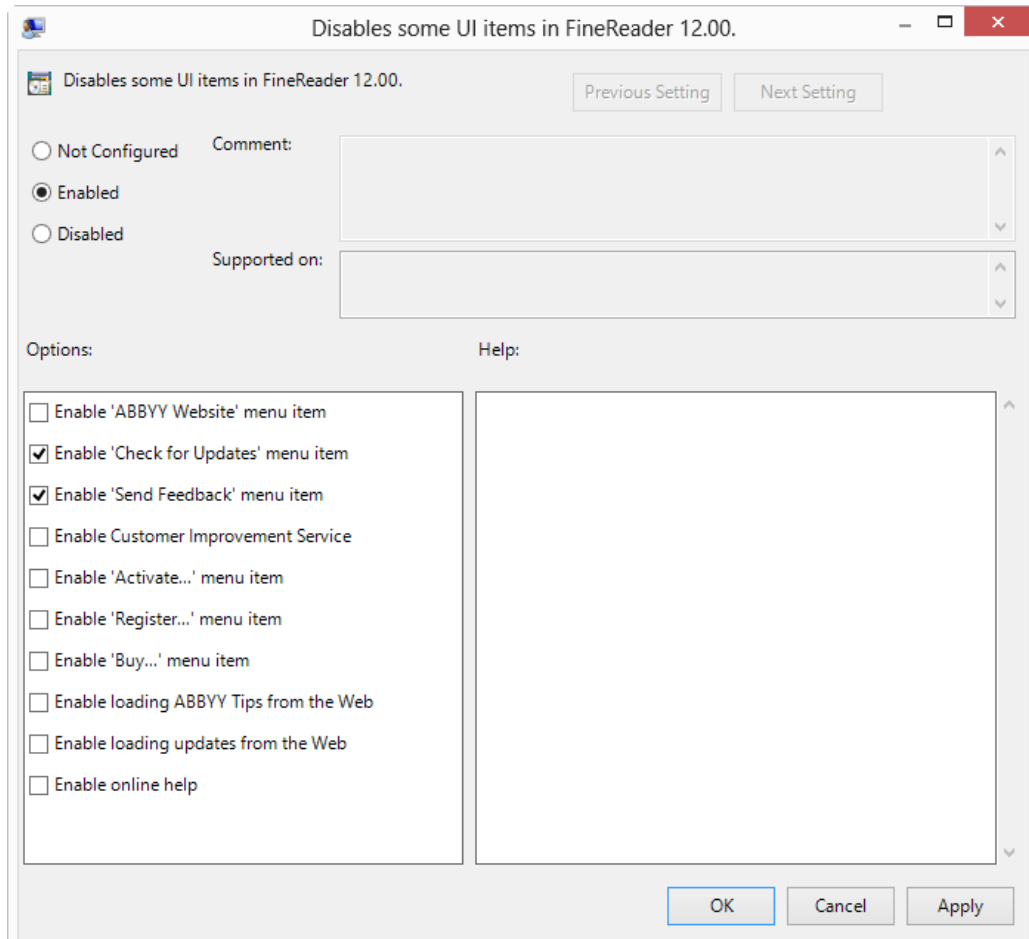 Disables some UI items in FineReader 12.00.
Disables some UI items in FineReader 12.00.
Previous Setting
Next Setting
Not Configured
Comment:
Enabled
Disabled
Supported on:
Options:
Help:
Enable 'ABBYY Website' menu item
Enable 'Check for Updates' menu item
Enable 'Send Feedback' menu item
Enable Customer Improvement Service
Enable 'Activate...' menu item
Enable 'Register...' menu item
Enable 'Buy...' menu item
Enable loading ABBYY Tips from the Web
Enable loading updates from the Web
Enable online help
OK
Cancel
Apply